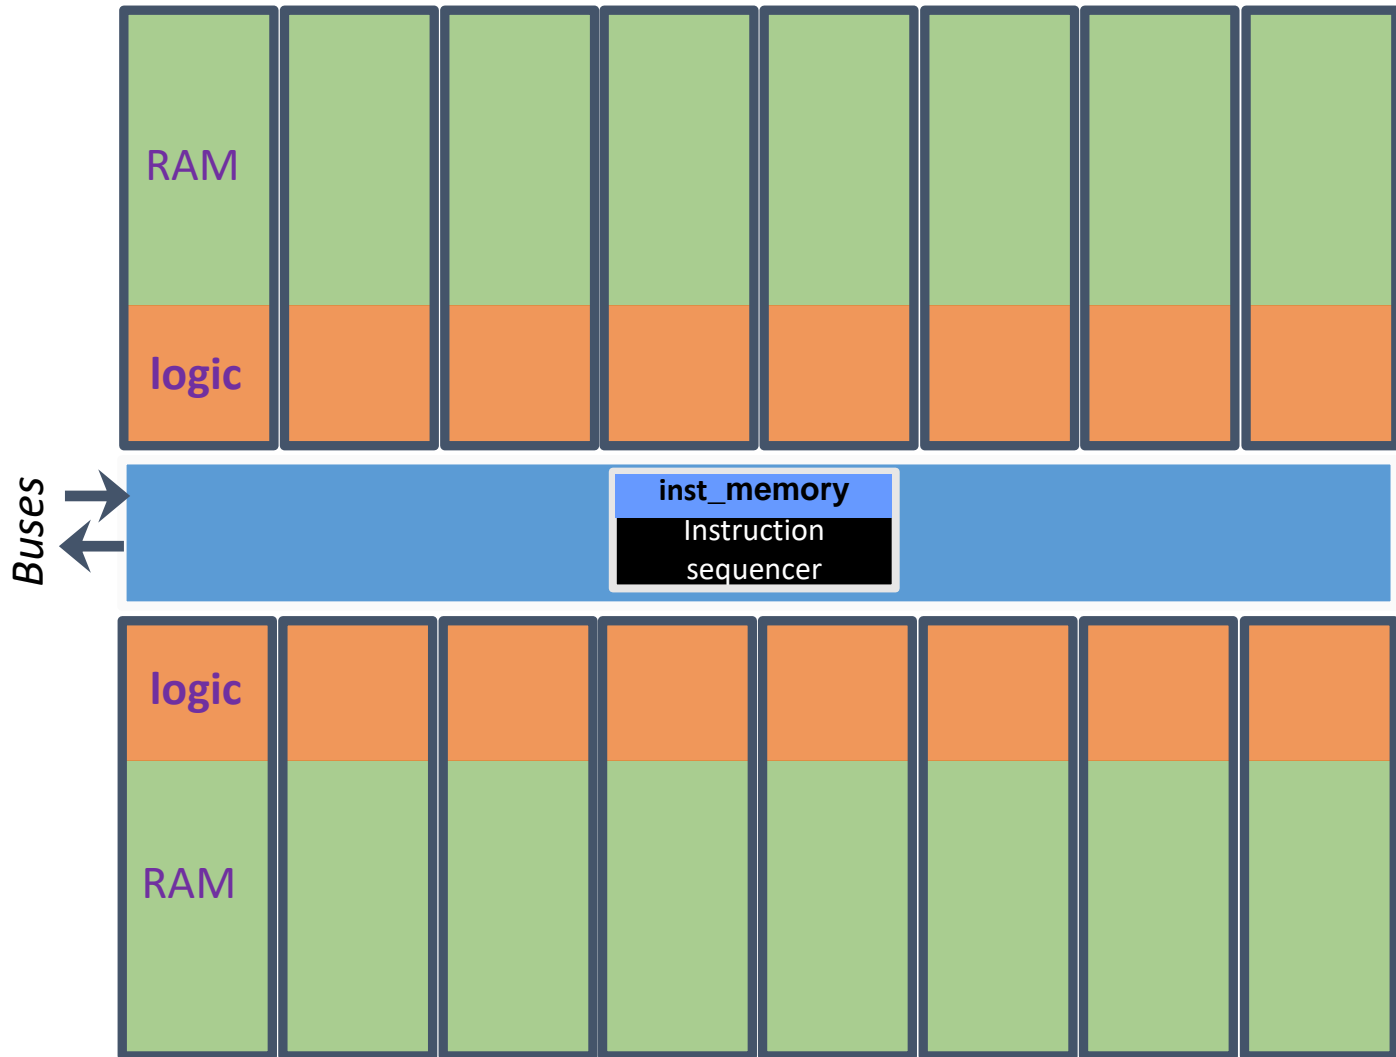 RAM
logic
Buses
inst_memory
Instruction
sequencer
logic
RAM